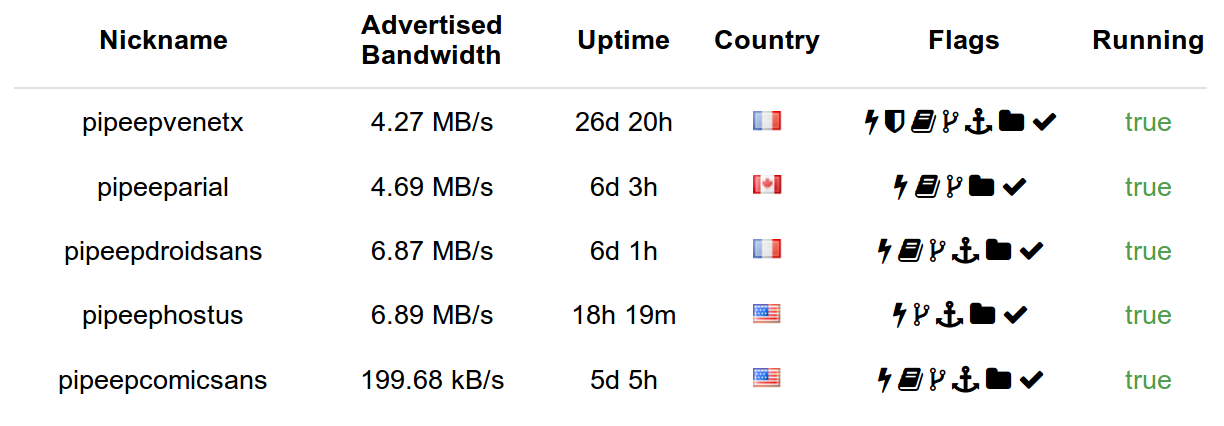 Nickname Advertised Bandwidth Uptime Country Flags Running
pipeepvenetx 4.27 MB/s 26d 20h true
pipeeparial 4.69 MB/s 6d 3h true
pipeepdroidsans 6.87 MB/s 6d 1h true
pipeephostus 6.89 MB/s 18h 19m true
pipeepcomicsans 199.68 kB/s 5d 5h true